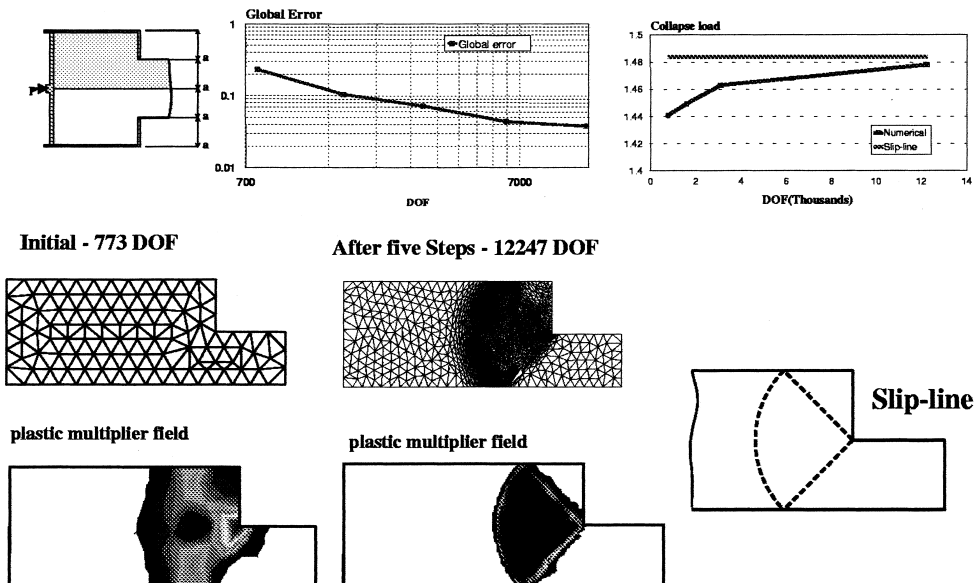 P
a
a
a
a
Global Error
1
0.1
0.01
Global error
700
7000
DOF
Collapse load
1.5
1.48
1.46
1.44
1.42
1.4
Numerical
Slip-line
0
2
4
6
8
10
12
14
DOF(Thousands)
Initial - 773 DOF
After five Steps - 12247 DOF
Slip-line
plastic multiplier field
plastic multiplier field